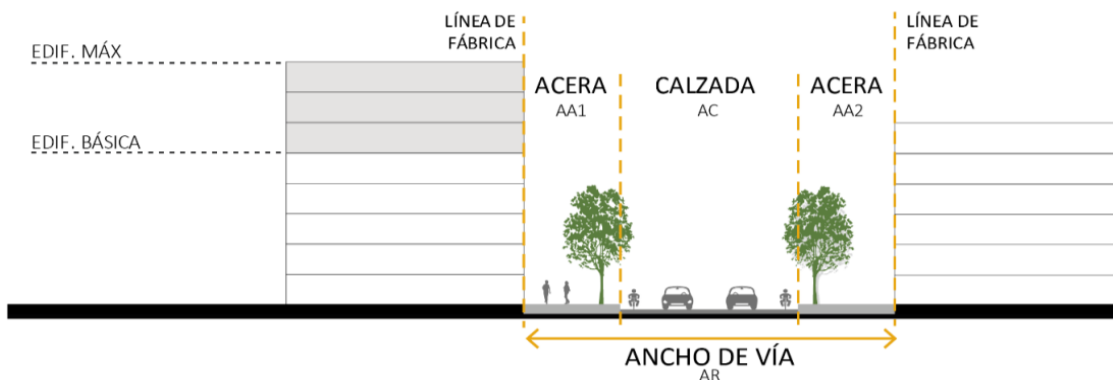 LÍNEA DE
FÁBRICA
LÍNEA DE
FÁBRICA
EDIF. MÁX
ACERA
AA1
CALZADA
AC
ACERA
AA2
EDIF. BÁSICA
ANCHO DE VÍA
AR